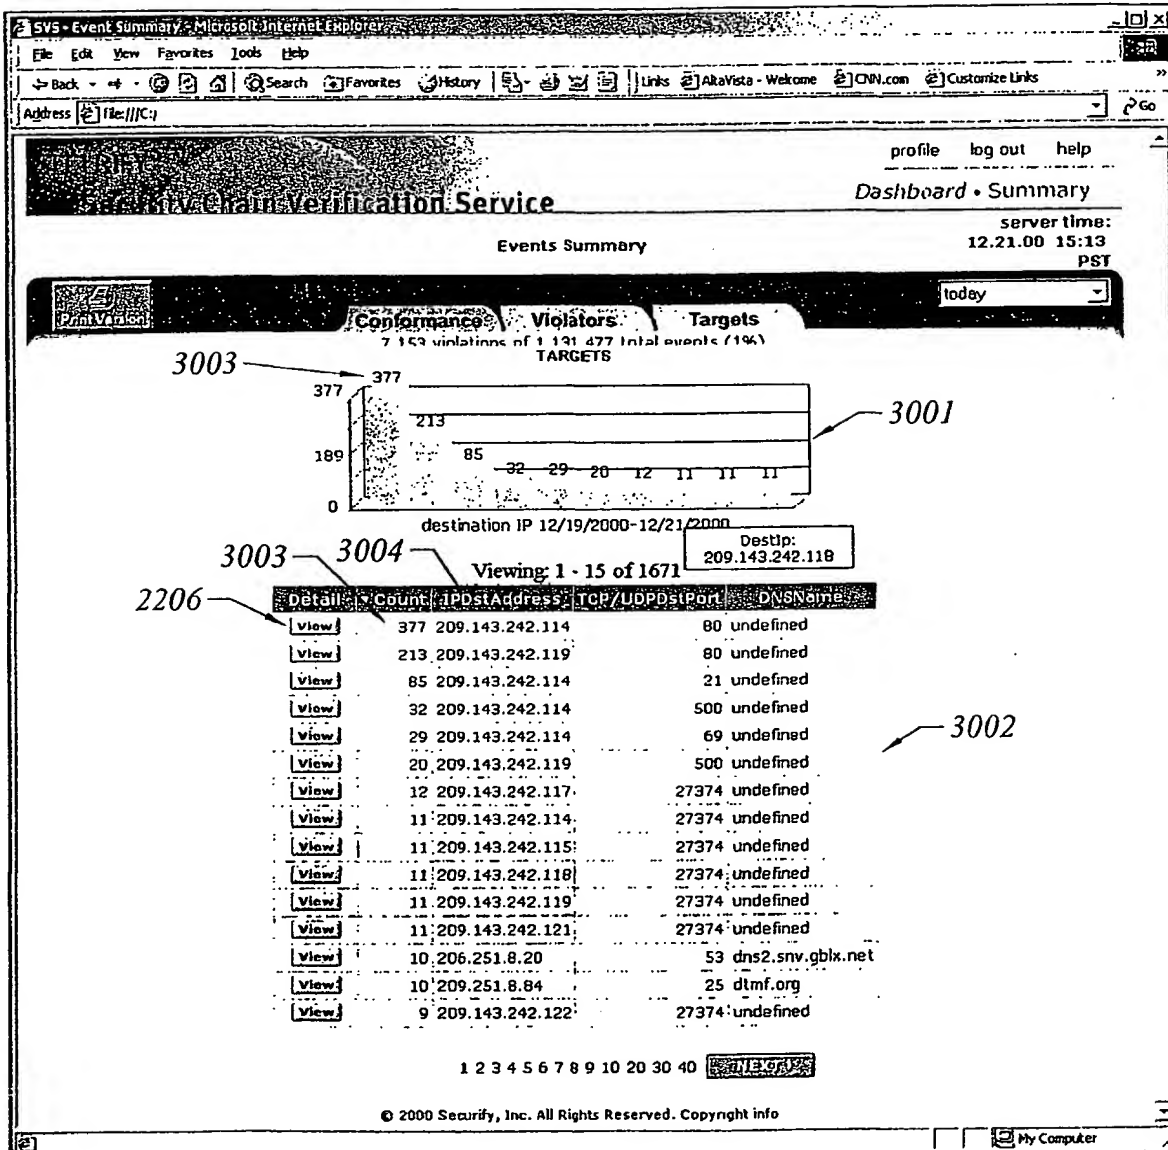 SVS - Event Summary - Microsoft Internet Explorer
File Edit View Favorites Tools Help
Back Search Favorites History Links AltaVista - Welcome CNN.com Customize Links »
Address file:///C:/ Go
profile log out help
SECURIFY
Security Chain Verification Service
Dashboard • Summary
server time:
12.21.00 15:13
PST
Events Summary
Print Version
today
Conformance Violators Targets
7,153 violations of 1,131,477 total events (1%)
TARGETS
3003
377
377
213
189
85
32 29 20 12 11 11 11
0
3001
destination IP 12/19/2000-12/21/2000
DestIp:
209.143.242.118
3003
3004
Viewing: 1 - 15 of 1671
2206
Detail Count IPDstAddress TCP/UDPDstPort DNSName
View 377 209.143.242.114 80 undefined
View 213 209.143.242.119 80 undefined
View 85 209.143.242.114 21 undefined
View 32 209.143.242.114 500 undefined
View 29 209.143.242.114 69 undefined
3002
View 20 209.143.242.119 500 undefined
View 12 209.143.242.117 27374 undefined
View 11 209.143.242.114 27374 undefined
View 11 209.143.242.115 27374 undefined
View 11 209.143.242.118 27374 undefined
View 11 209.143.242.119 27374 undefined
View 11 209.143.242.121 27374 undefined
View 10 206.251.8.20 53 dns2.snv.gblx.net
View 10 209.251.8.84 25 dtmf.org
View 9 209.143.242.122 27374 undefined
1 2 3 4 5 6 7 8 9 10 20 30 40 NEXT
© 2000 Securify, Inc. All Rights Reserved. Copyright info
My Computer